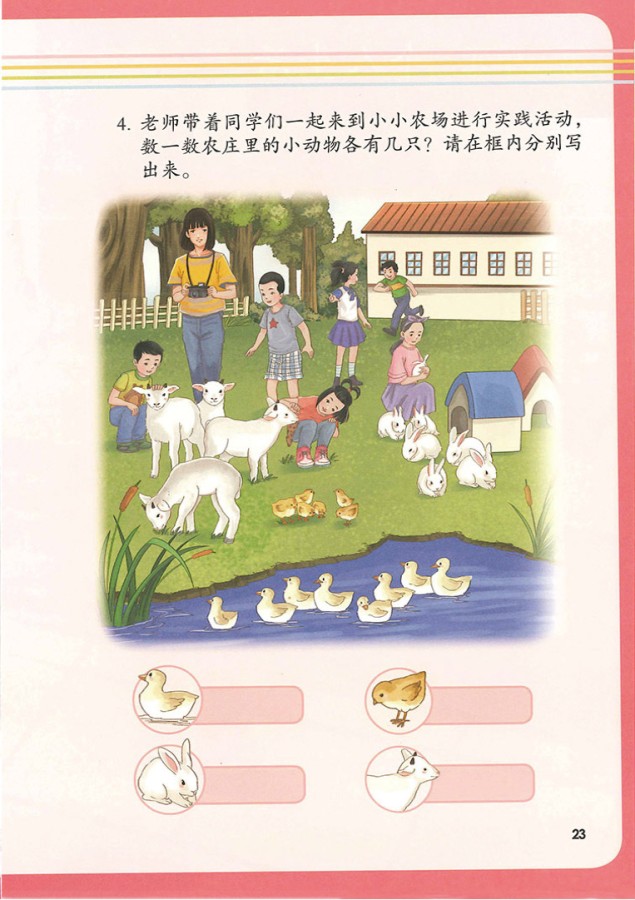 4. 老师带着同学们一起来到小小农场进行实践活动，
数一数农庄里的小动物各有几只？请在框内分别写
出来。
23